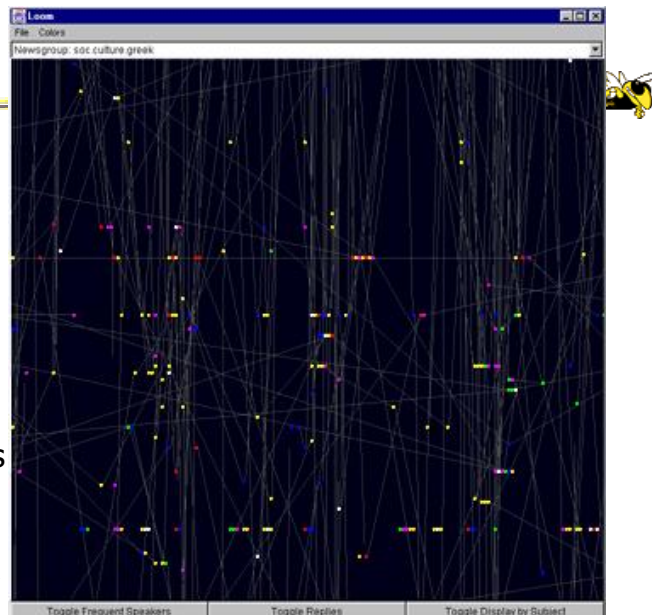 Loom
File Colors
Newsgroup: soc.culture.greek
s
Toggle Frequent Speakers Toggle Replies Toggle Display by Subject